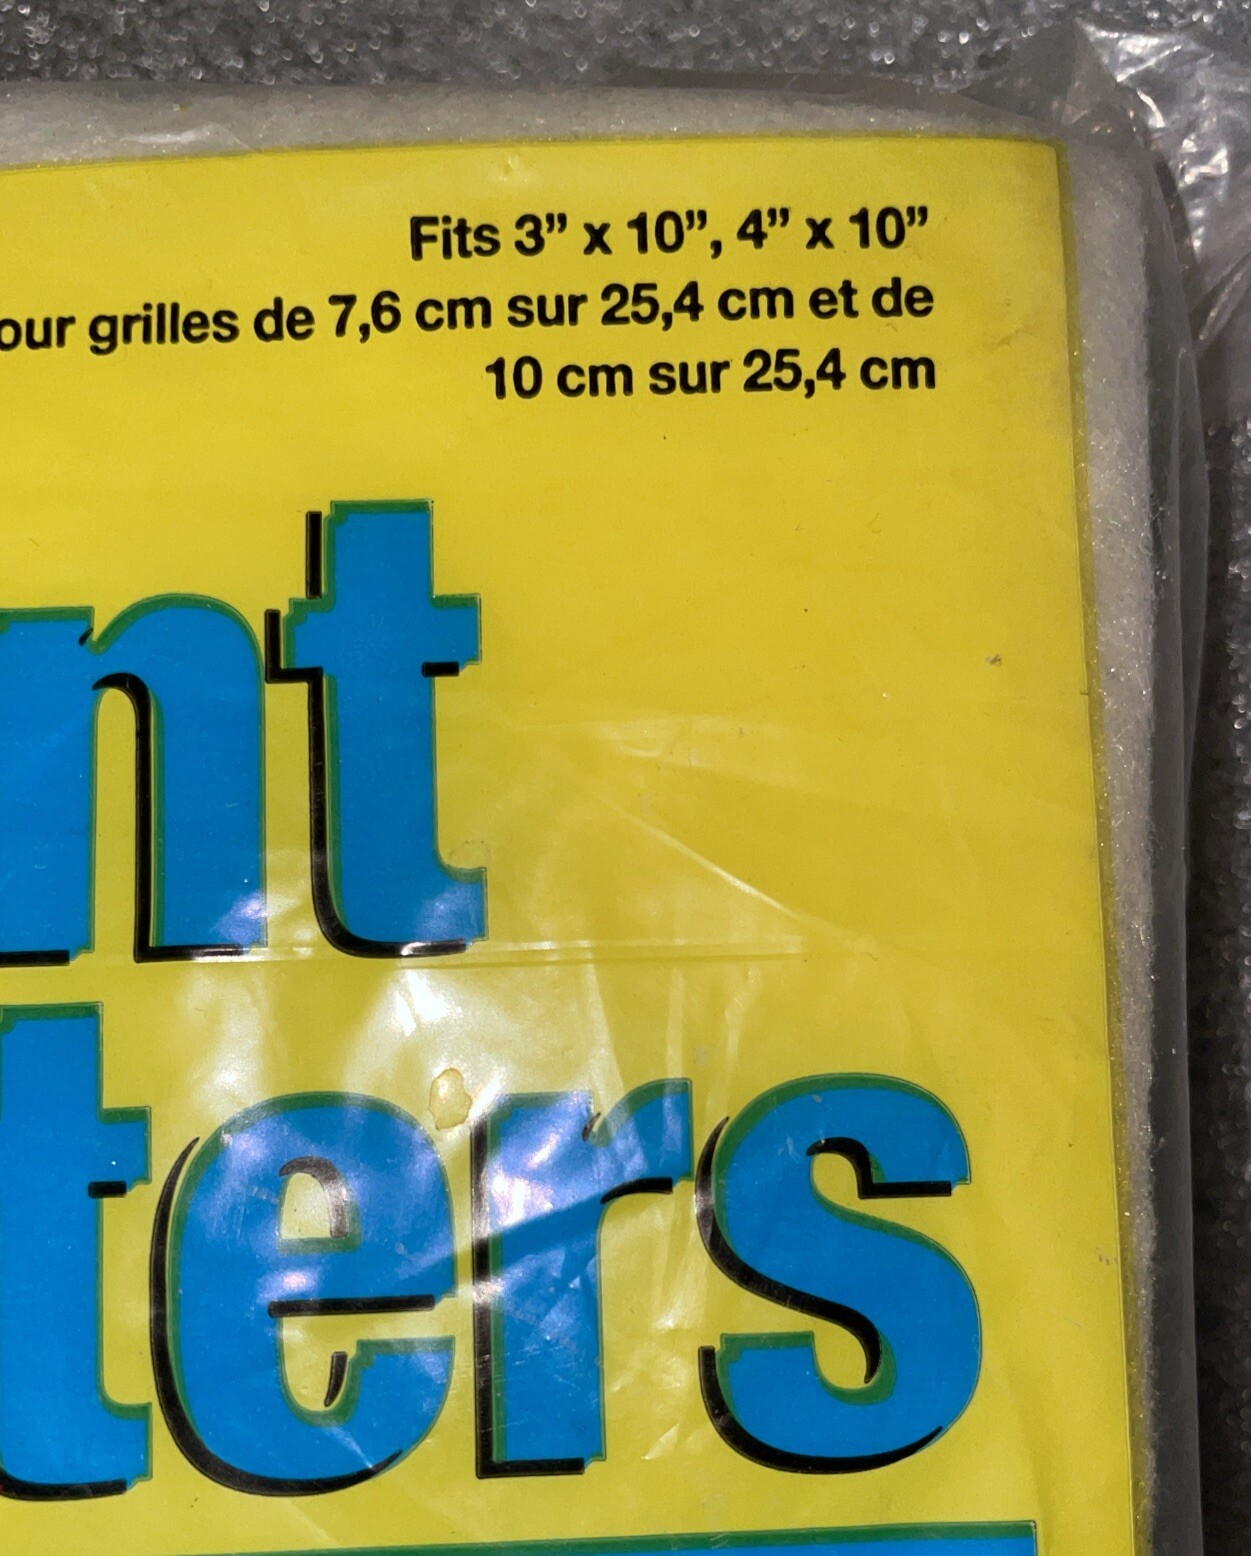 Fits 3” x 10”, 4” x 10”
our grilles de 7,6 cm sur 25,4 cm et de
10 cm sur 25,4 cm
nt
ters